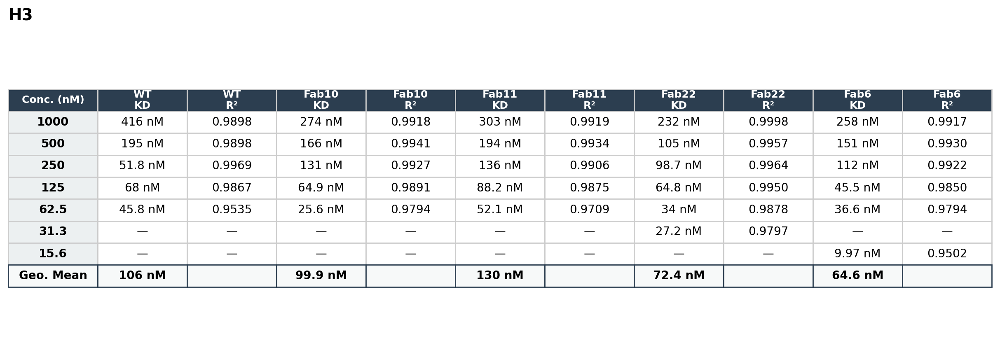 H3
Conc. (nM) WT KD WT R² Fab10 KD Fab10 R² Fab11 KD Fab11 R² Fab22 KD Fab22 R² Fab6 KD Fab6 R²
1000 416 nM 0.9898 274 nM 0.9918 303 nM 0.9919 232 nM 0.9998 258 nM 0.9917
500 195 nM 0.9898 166 nM 0.9941 194 nM 0.9934 105 nM 0.9957 151 nM 0.9930
250 51.8 nM 0.9969 131 nM 0.9927 136 nM 0.9906 98.7 nM 0.9964 112 nM 0.9922
125 68 nM 0.9867 64.9 nM 0.9891 88.2 nM 0.9875 64.8 nM 0.9950 45.5 nM 0.9850
62.5 45.8 nM 0.9535 25.6 nM 0.9794 52.1 nM 0.9709 34 nM 0.9878 36.6 nM 0.9794
31.3 — — — — — — 27.2 nM 0.9797 — —
15.6 — — — — — — — — 9.97 nM 0.9502
Geo. Mean 106 nM 99.9 nM 130 nM 72.4 nM 64.6 nM